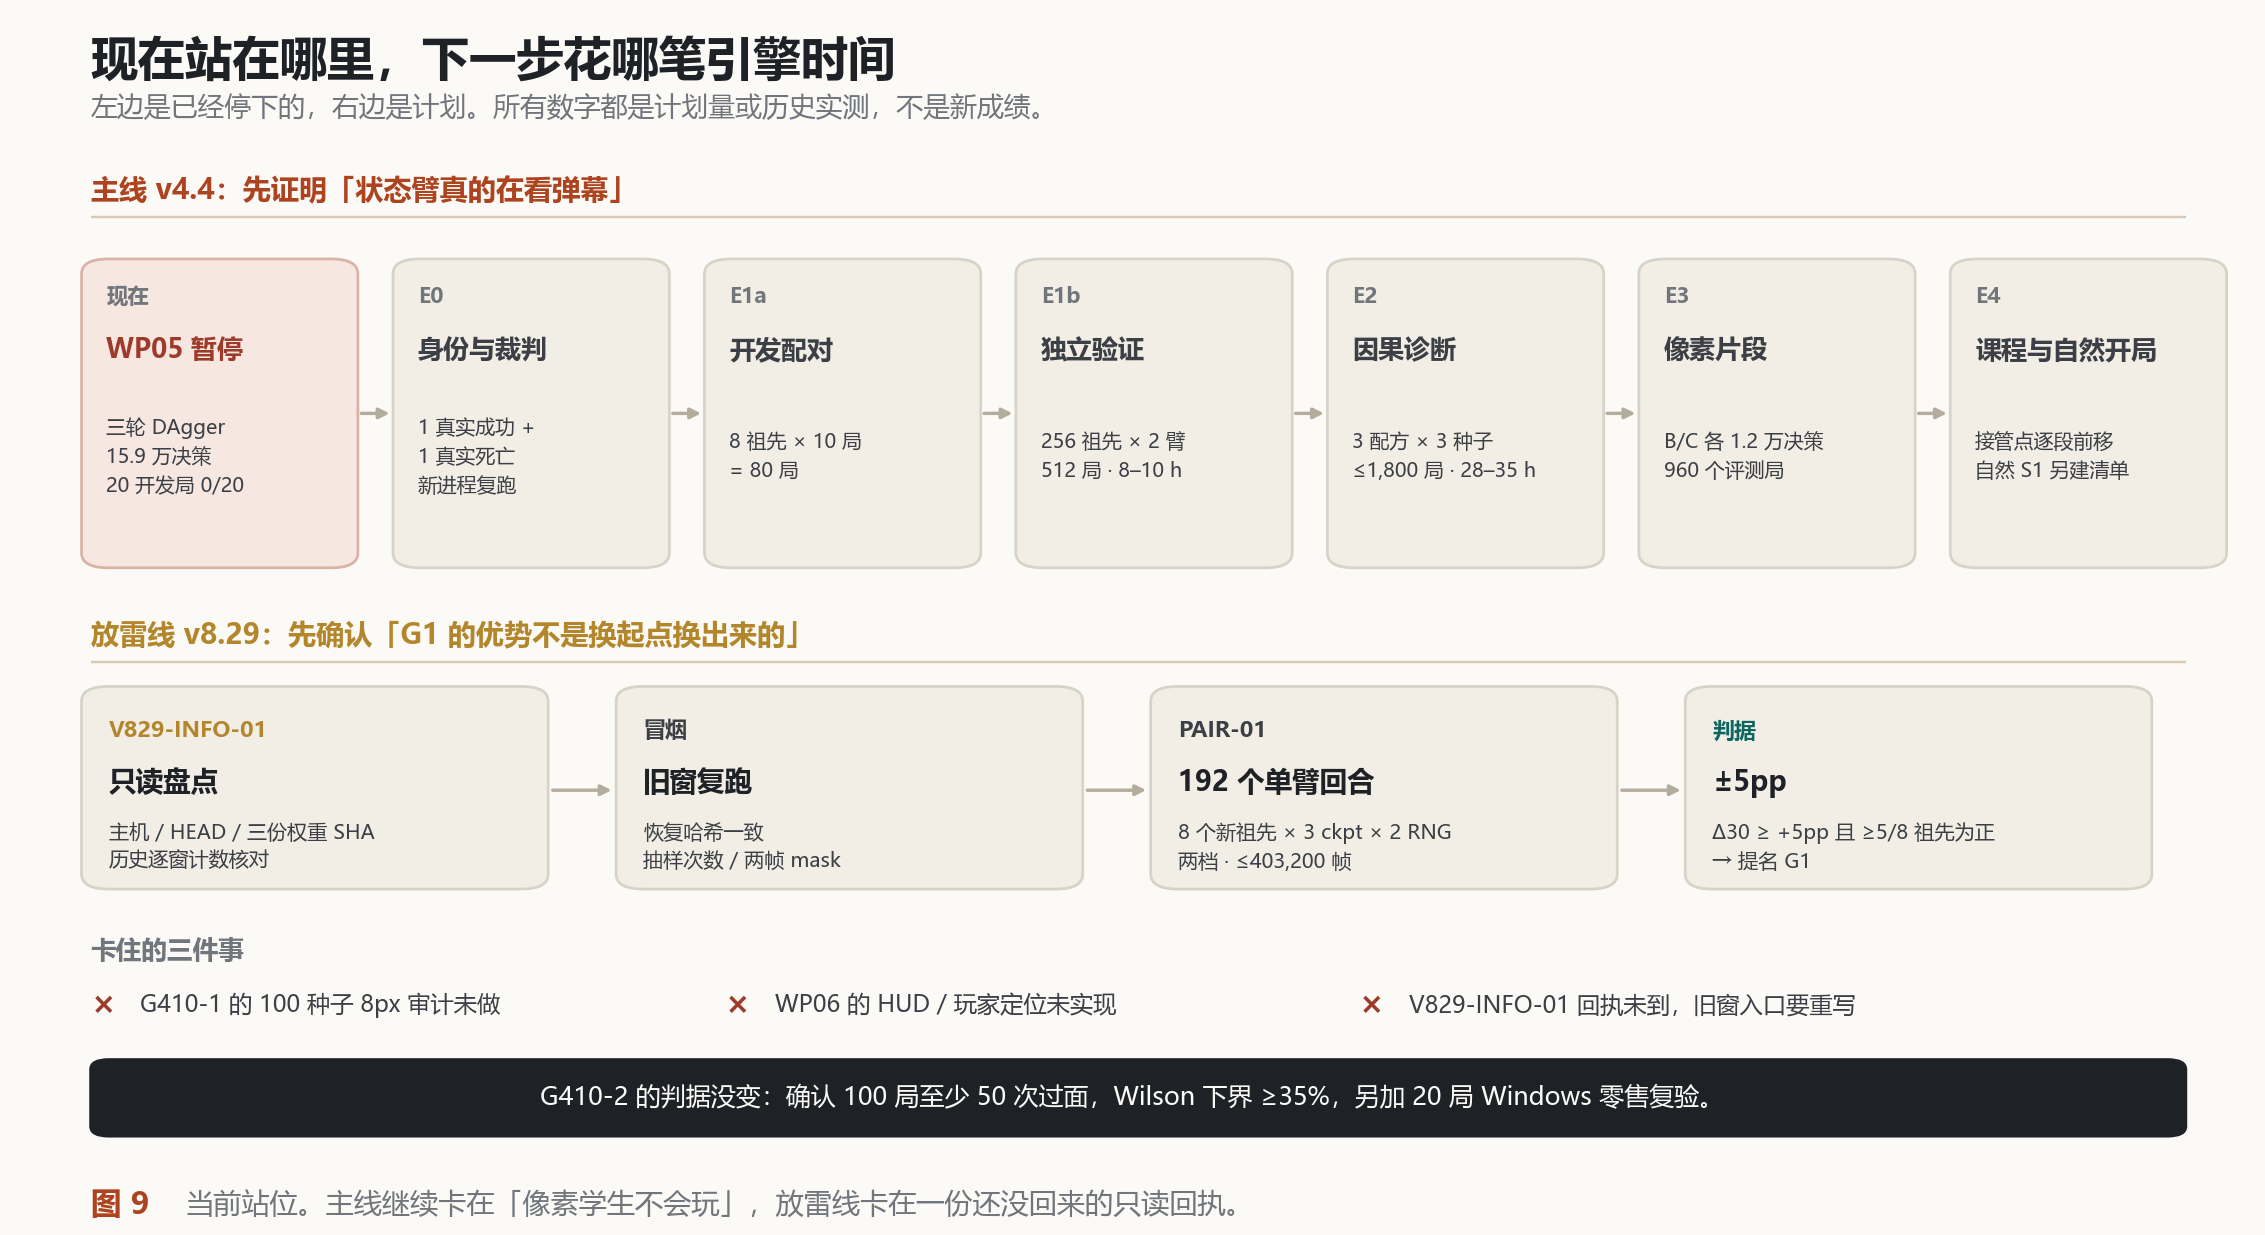 现在站在哪里，下一步花哪笔引擎时间
左边是已经停下的，右边是计划。所有数字都是计划量或历史实测，不是新成绩。
主线 v4.4：先证明「状态臂真的在看弹幕」
现在
WP05 暂停
三轮 DAgger
15.9 万决策
20 开发局 0/20
E0
身份与裁判
1 真实成功 +
1 真实死亡
新进程复跑
E1a
开发配对
8 祖先 × 10 局
= 80 局
E1b
独立验证
256 祖先 × 2 臂
512 局 · 8–10 h
E2
因果诊断
3 配方 × 3 种子
≤1,800 局 · 28–35 h
E3
像素片段
B/C 各 1.2 万决策
960 个评测局
E4
课程与自然开局
接管点逐段前移
自然 S1 另建清单
放雷线 v8.29：先确认「G1 的优势不是换起点换出来的」
V829-INFO-01
只读盘点
主机 / HEAD / 三份权重 SHA
历史逐窗计数核对
冒烟
旧窗复跑
恢复哈希一致
抽样次数 / 两帧 mask
PAIR-01
192 个单臂回合
8 个新祖先 × 3 ckpt × 2 RNG
两档 · ≤403,200 帧
判据
±5pp
Δ30 ≥ +5pp 且 ≥5/8 祖先为正
→ 提名 G1
卡住的三件事
× G410-1 的 100 种子 8px 审计未做
× WP06 的 HUD / 玩家定位未实现
× V829-INFO-01 回执未到，旧窗入口要重写
G410-2 的判据没变：确认 100 局至少 50 次过面，Wilson 下界 ≥35%，另加 20 局 Windows 零售复验。
图 9 当前站位。主线继续卡在「像素学生不会玩」，放雷线卡在一份还没回来的只读回执。